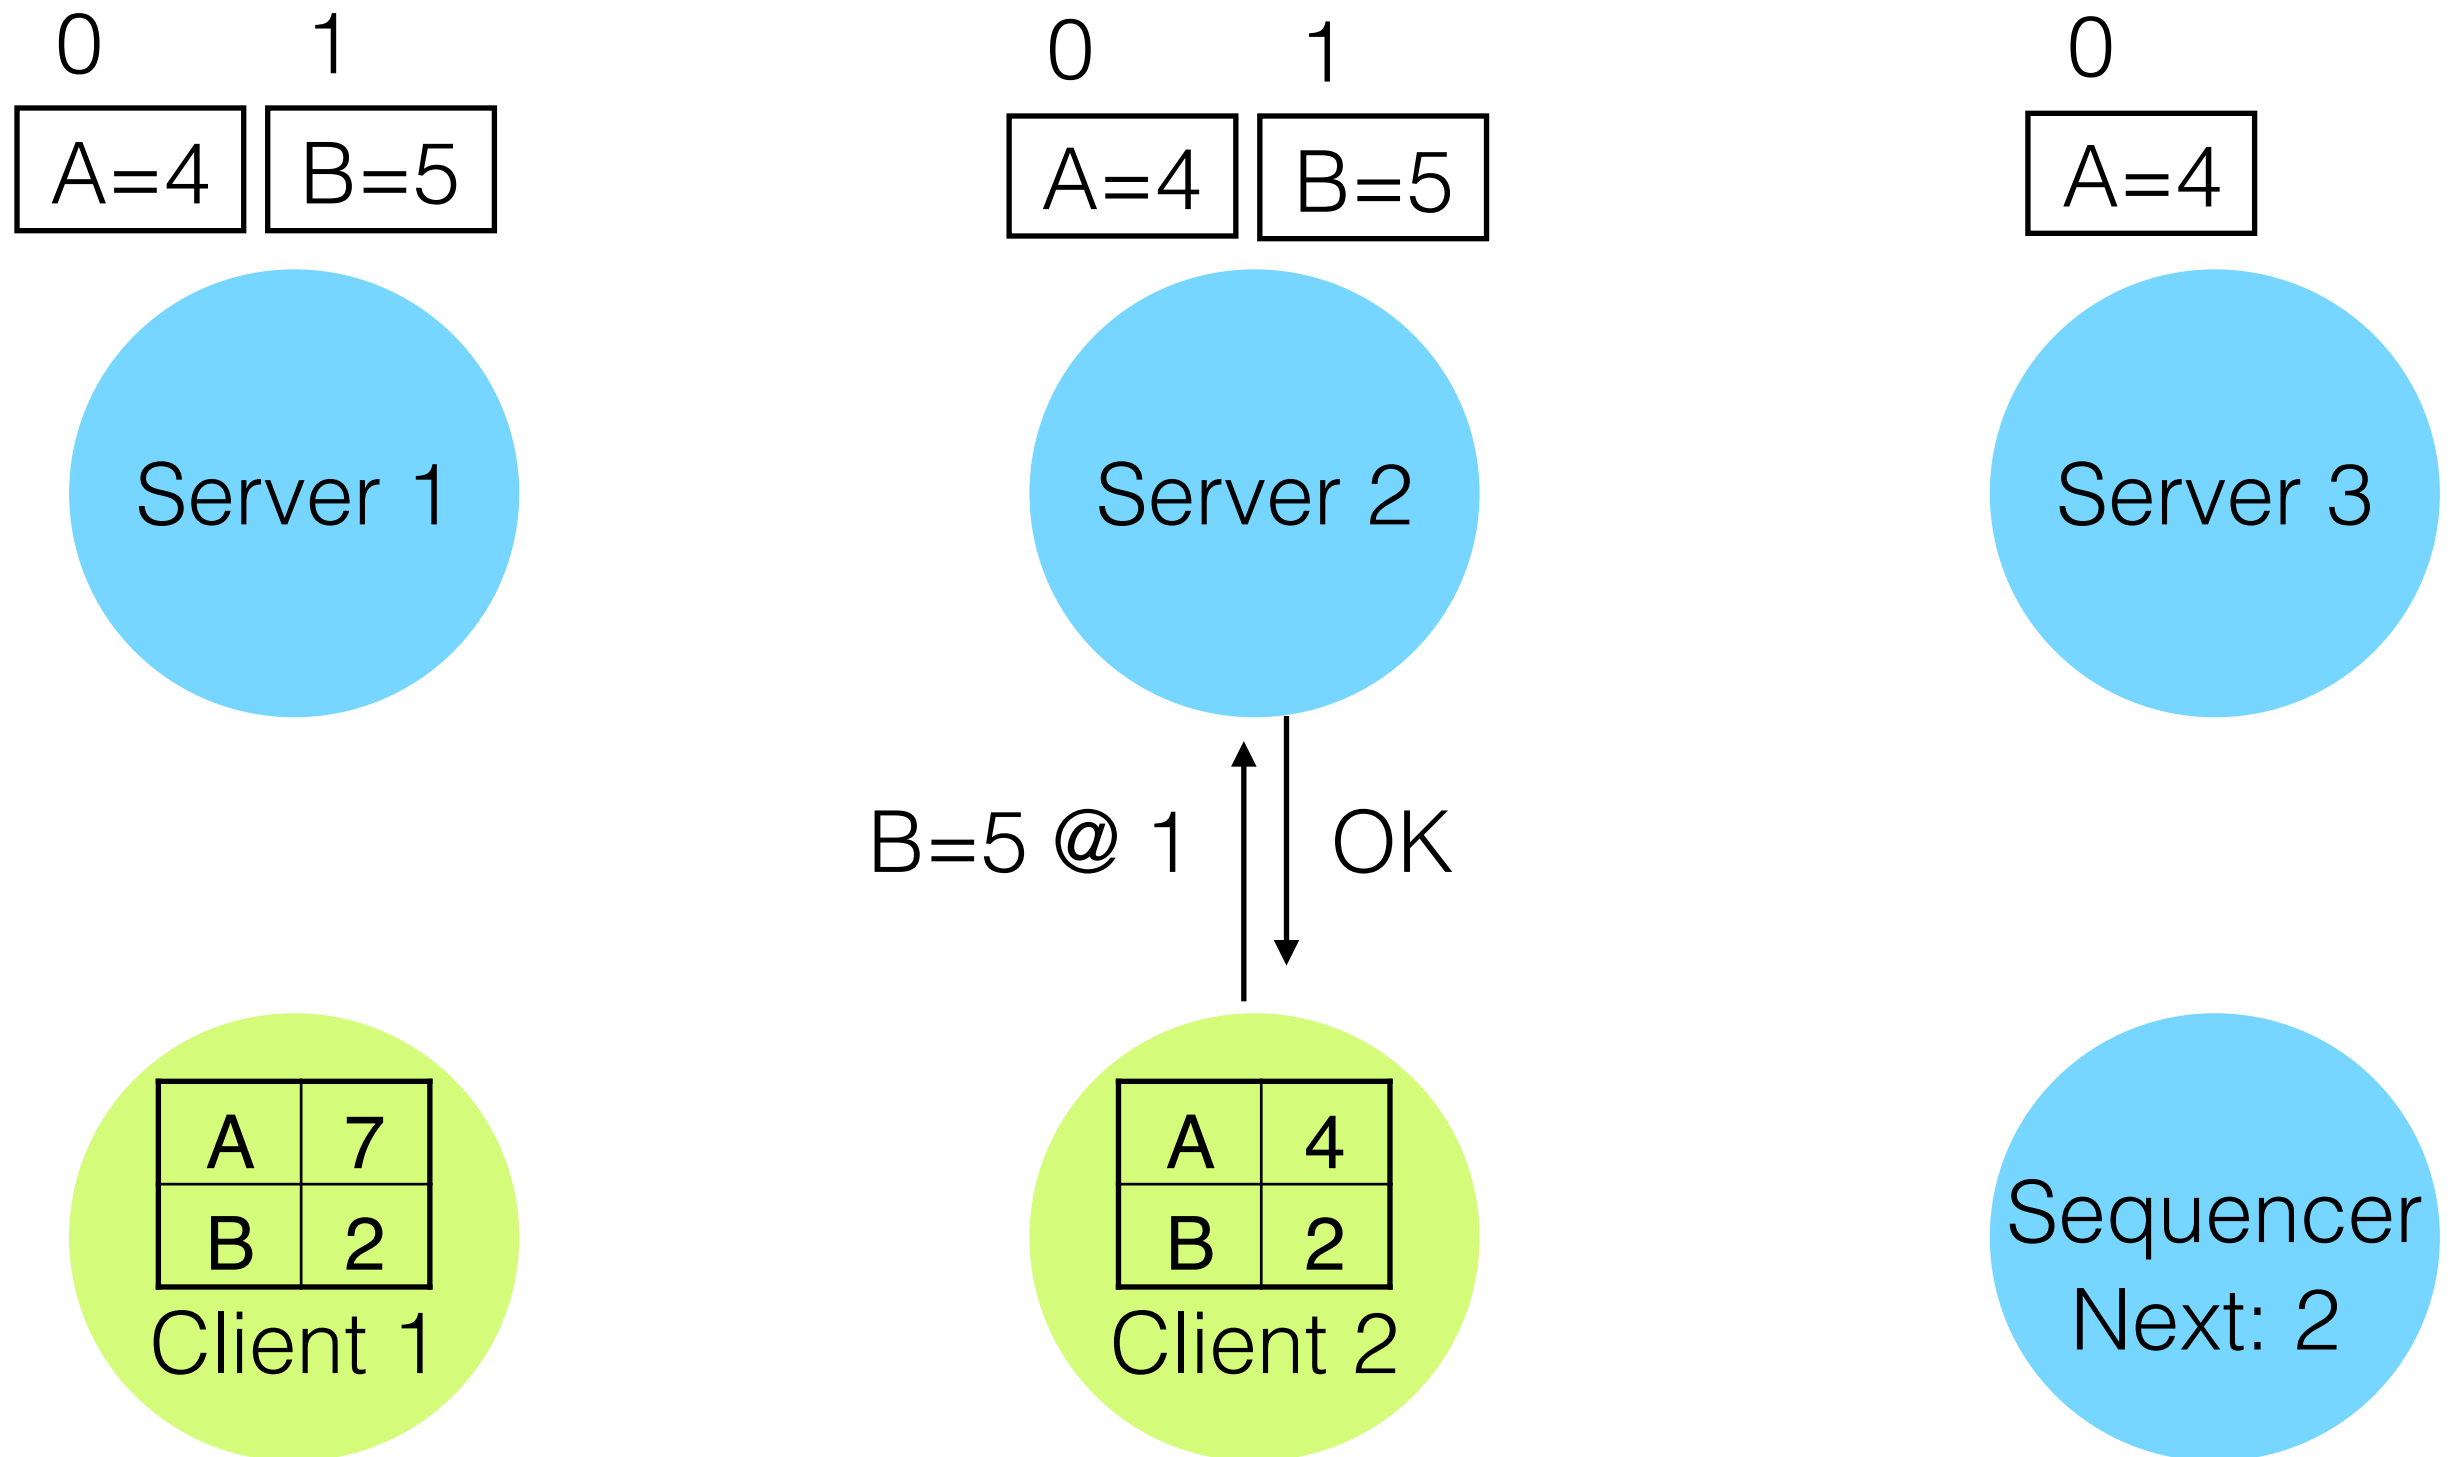 0 1
A=4 B=5
0 1
A=4 B=5
0
A=4
Server 1
Server 2
Server 3
B=5 @ 1
OK
A 7
B 2
Client 1
A 4
B 2
Client 2
Sequencer
Next: 2